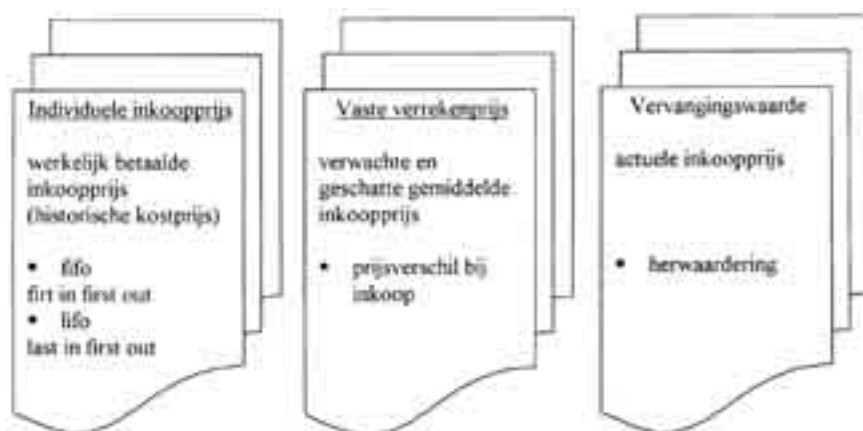 Individuele inkoopprijs
werkelijk betaalde
inkoopprijs
(historische kostprijs)
• fifo
firt in first out
• lifo
last in first out
Vaste verrekenprijs
verwachte en
geschatte gemiddelde
inkoopprijs
• prijsverschil bij
inkoop
Vervangingswaarde
actuele inkoopprijs
• herwaardering